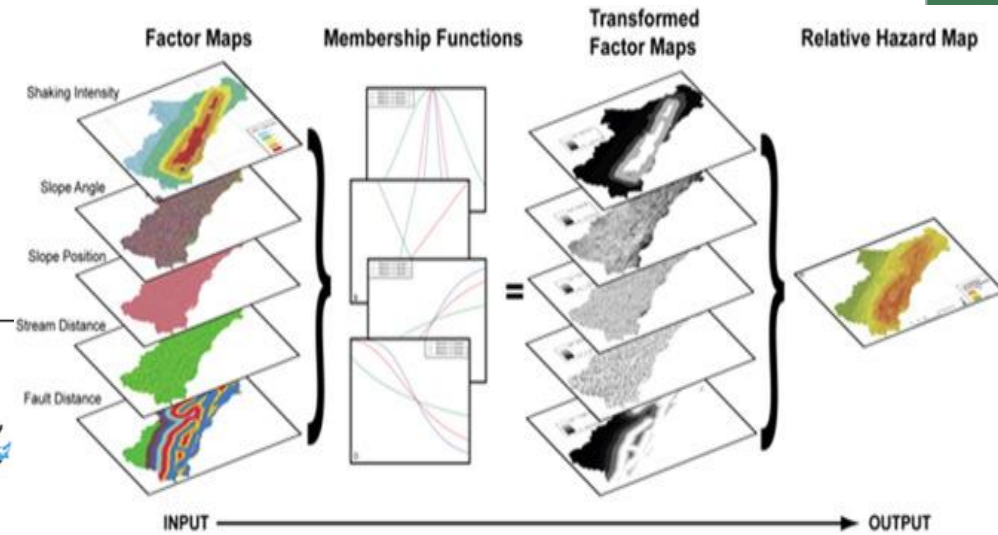 Factor Maps
Membership Functions
Transformed
Factor Maps
Relative Hazard Map
Shaking Intensity
Slope Angle
Slope Position
Stream Distance
Fault Distance
=
INPUT
OUTPUT